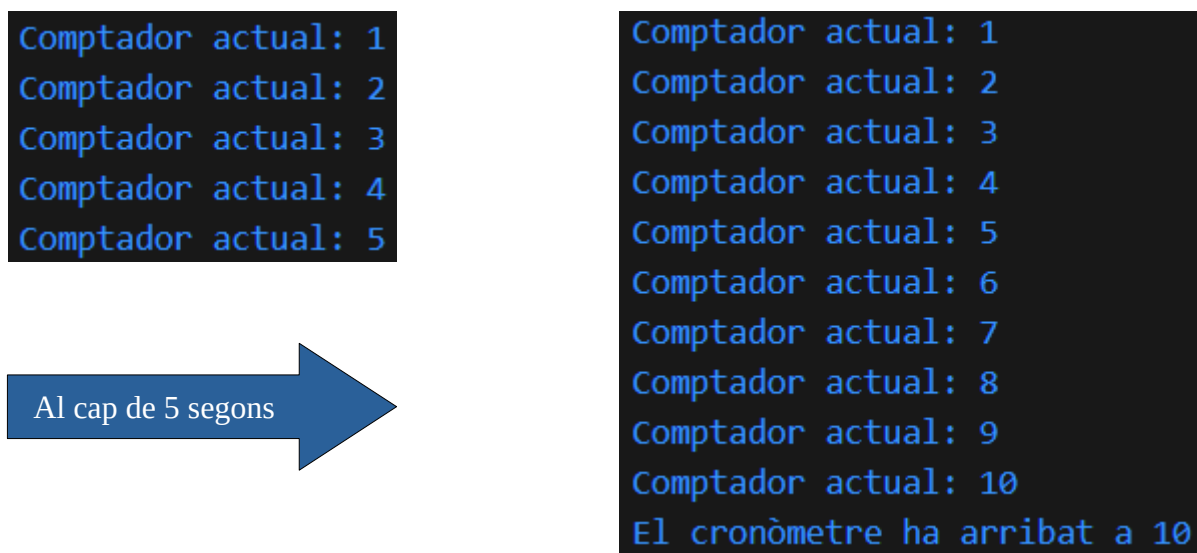 Comptador actual: 1
Comptador actual: 2
Comptador actual: 3
Comptador actual: 4
Comptador actual: 5
Al cap de 5 segons
Comptador actual: 1
Comptador actual: 2
Comptador actual: 3
Comptador actual: 4
Comptador actual: 5
Comptador actual: 6
Comptador actual: 7
Comptador actual: 8
Comptador actual: 9
Comptador actual: 10
El cronòmetre ha arribat a 10